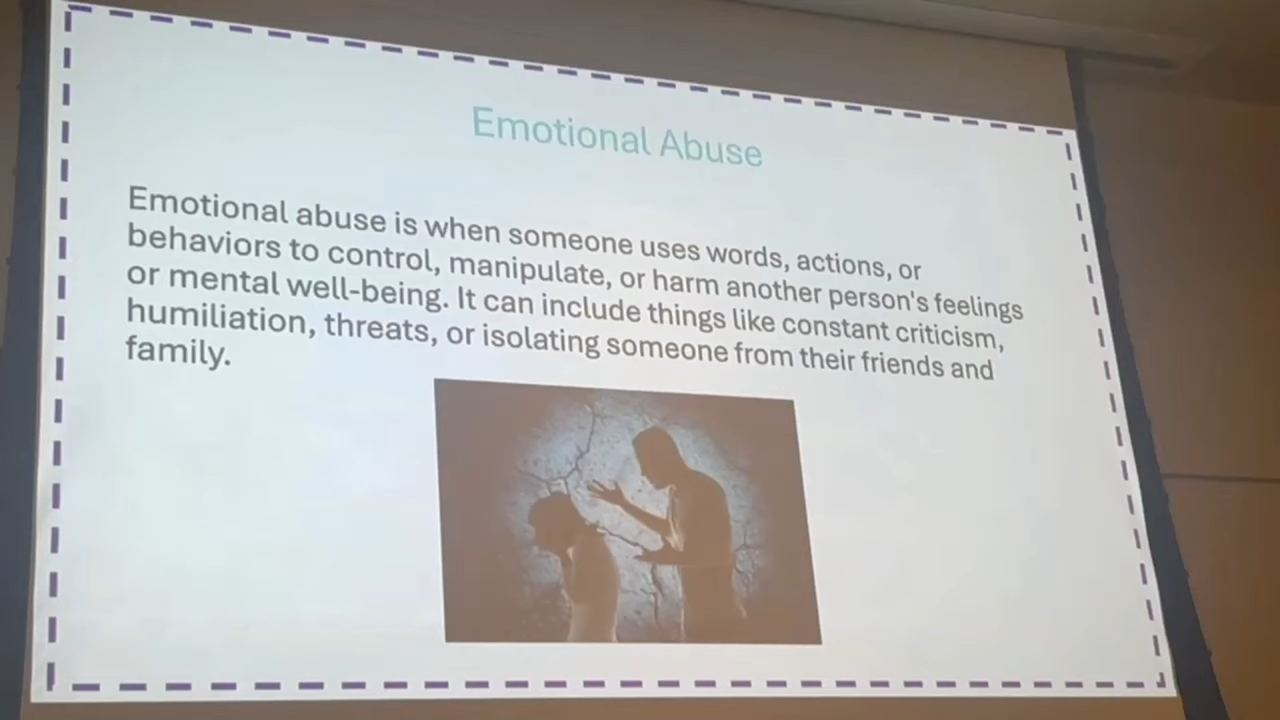 Emotional Abuse
Emotional abuse is when someone uses words, actions, or
behaviors to control, manipulate, or harm another person's feelings
or mental well-being. It can include things like constant criticism,
humiliation, threats, or isolating someone from their friends and
family.